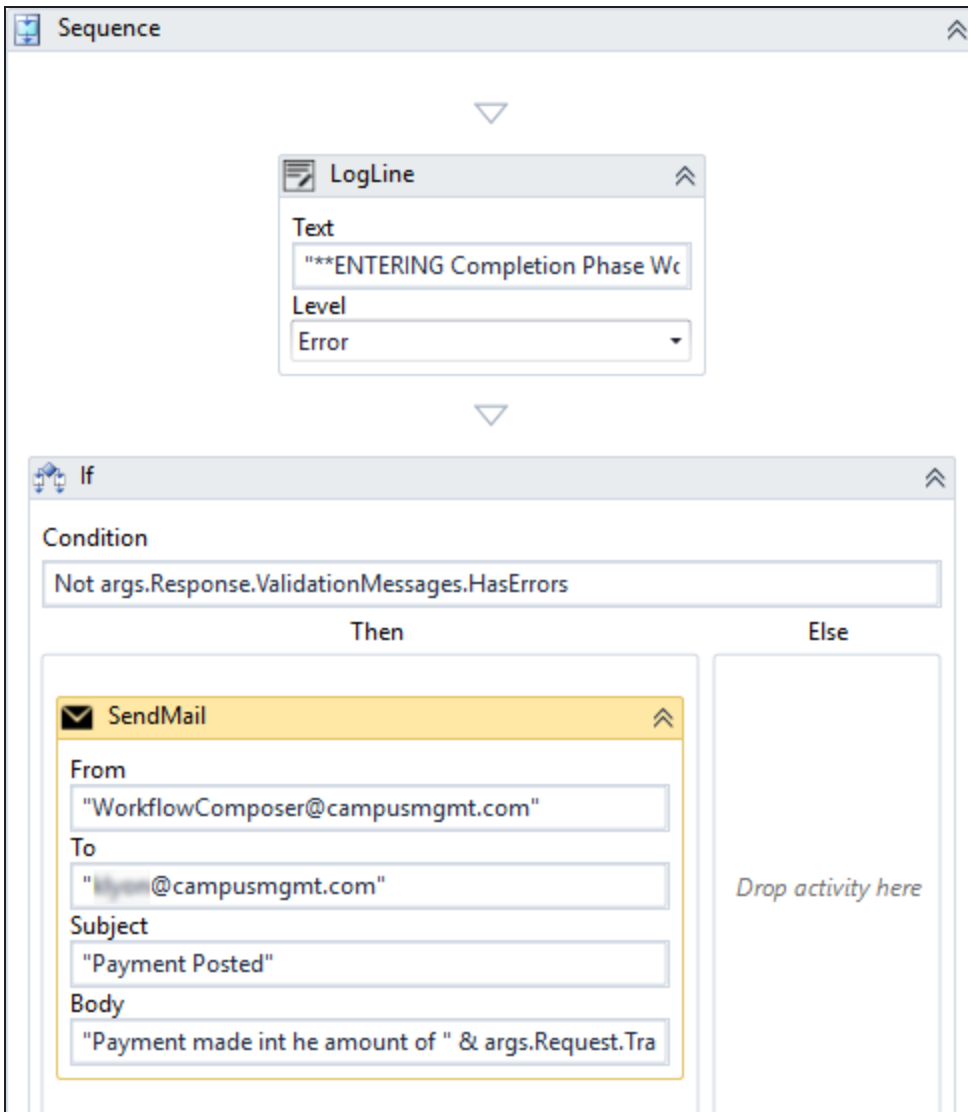 Sequence
LogLine
Text
"**ENTERING Completion Phase Wo
Level
Error
If
Condition
Not args.Response.ValidationMessages.HasErrors
Then
Else
SendMail
From
"WorkflowComposer@campusmgmt.com"
To
" @campusmgmt.com"
Subject
"Payment Posted"
Body
"Payment made int he amount of " & args.Request.Tra
Drop activity here